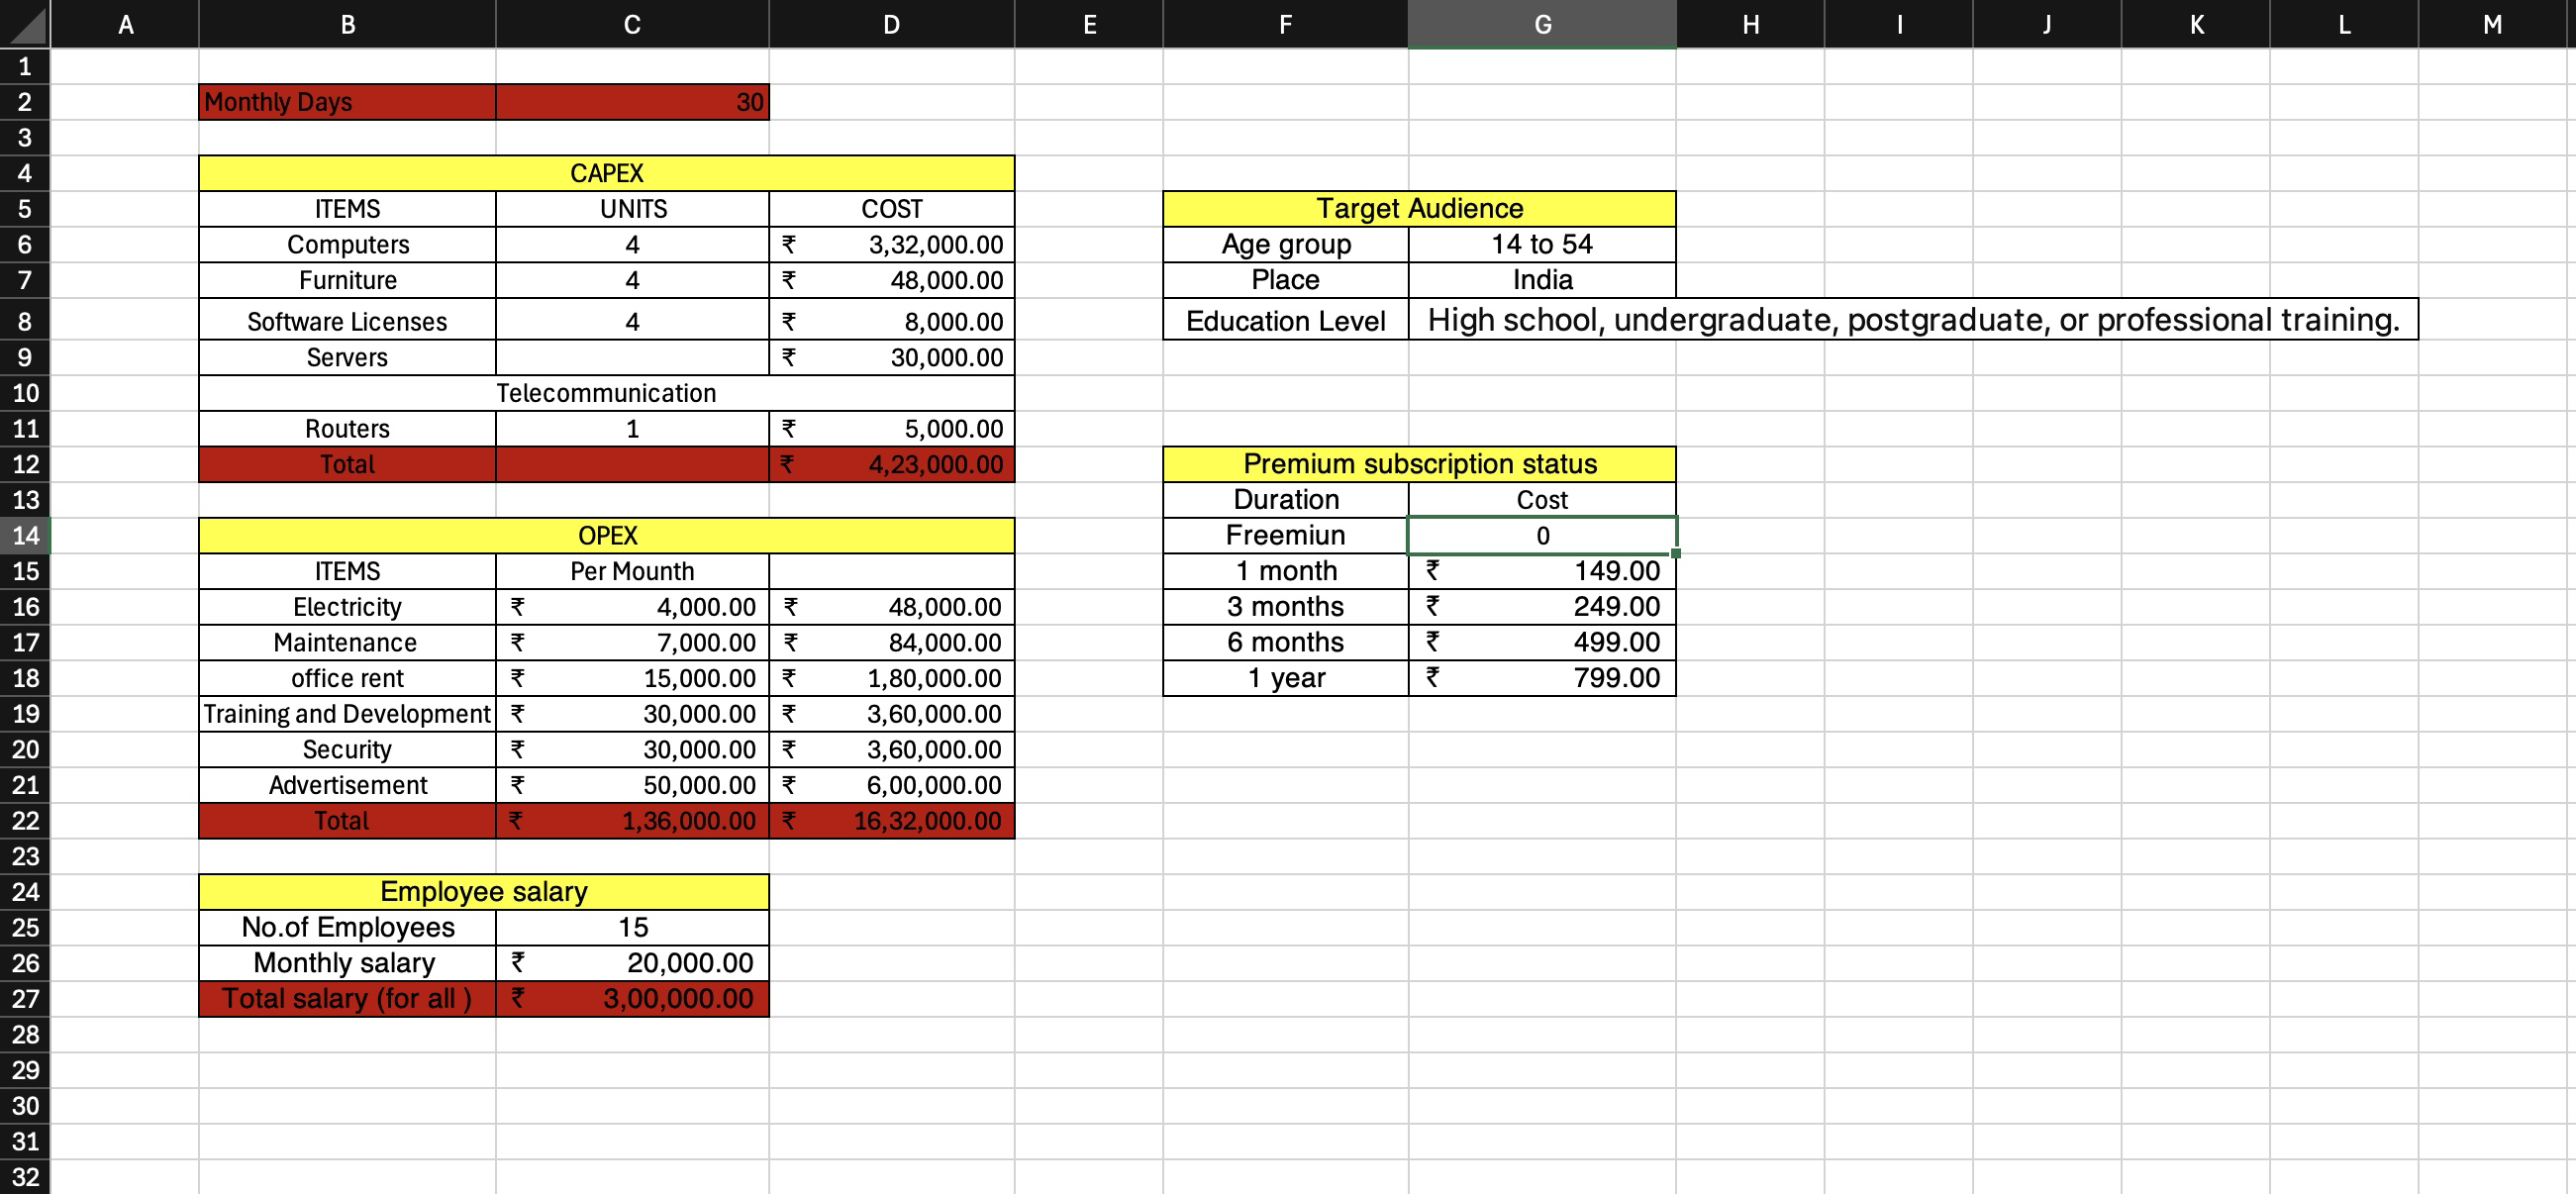 A B C D E F G H I J K L M
1
2 Monthly Days 30
3
4 CAPEX
5 ITEMS UNITS COST Target Audience
6 Computers 4 ₹ 3,32,000.00 Age group 14 to 54
7 Furniture 4 ₹ 48,000.00 Place India
8 Software Licenses 4 ₹ 8,000.00 Education Level High school, undergraduate, postgraduate, or professional training.
9 Servers ₹ 30,000.00
10 Telecommunication
11 Routers 1 ₹ 5,000.00
12 Total ₹ 4,23,000.00 Premium subscription status
13 Duration Cost
14 OPEX Freemiun 0
15 ITEMS Per Mounth 1 month ₹ 149.00
16 Electricity ₹ 4,000.00 ₹ 48,000.00 3 months ₹ 249.00
17 Maintenance ₹ 7,000.00 ₹ 84,000.00 6 months ₹ 499.00
18 office rent ₹ 15,000.00 ₹ 1,80,000.00 1 year ₹ 799.00
19 Training and Development ₹ 30,000.00 ₹ 3,60,000.00
20 Security ₹ 30,000.00 ₹ 3,60,000.00
21 Advertisement ₹ 50,000.00 ₹ 6,00,000.00
22 Total ₹ 1,36,000.00 ₹ 16,32,000.00
23
24 Employee salary
25 No.of Employees 15
26 Monthly salary ₹ 20,000.00
27 Total salary (for all ) ₹ 3,00,000.00
28
29
30
31
32